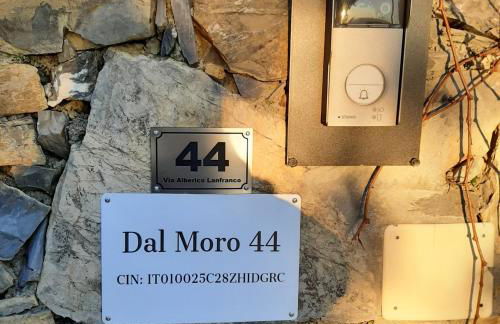 44
Via Alberico Lanfranco
Dal Moro 44
CIN: IT010025C28ZHIDGRC